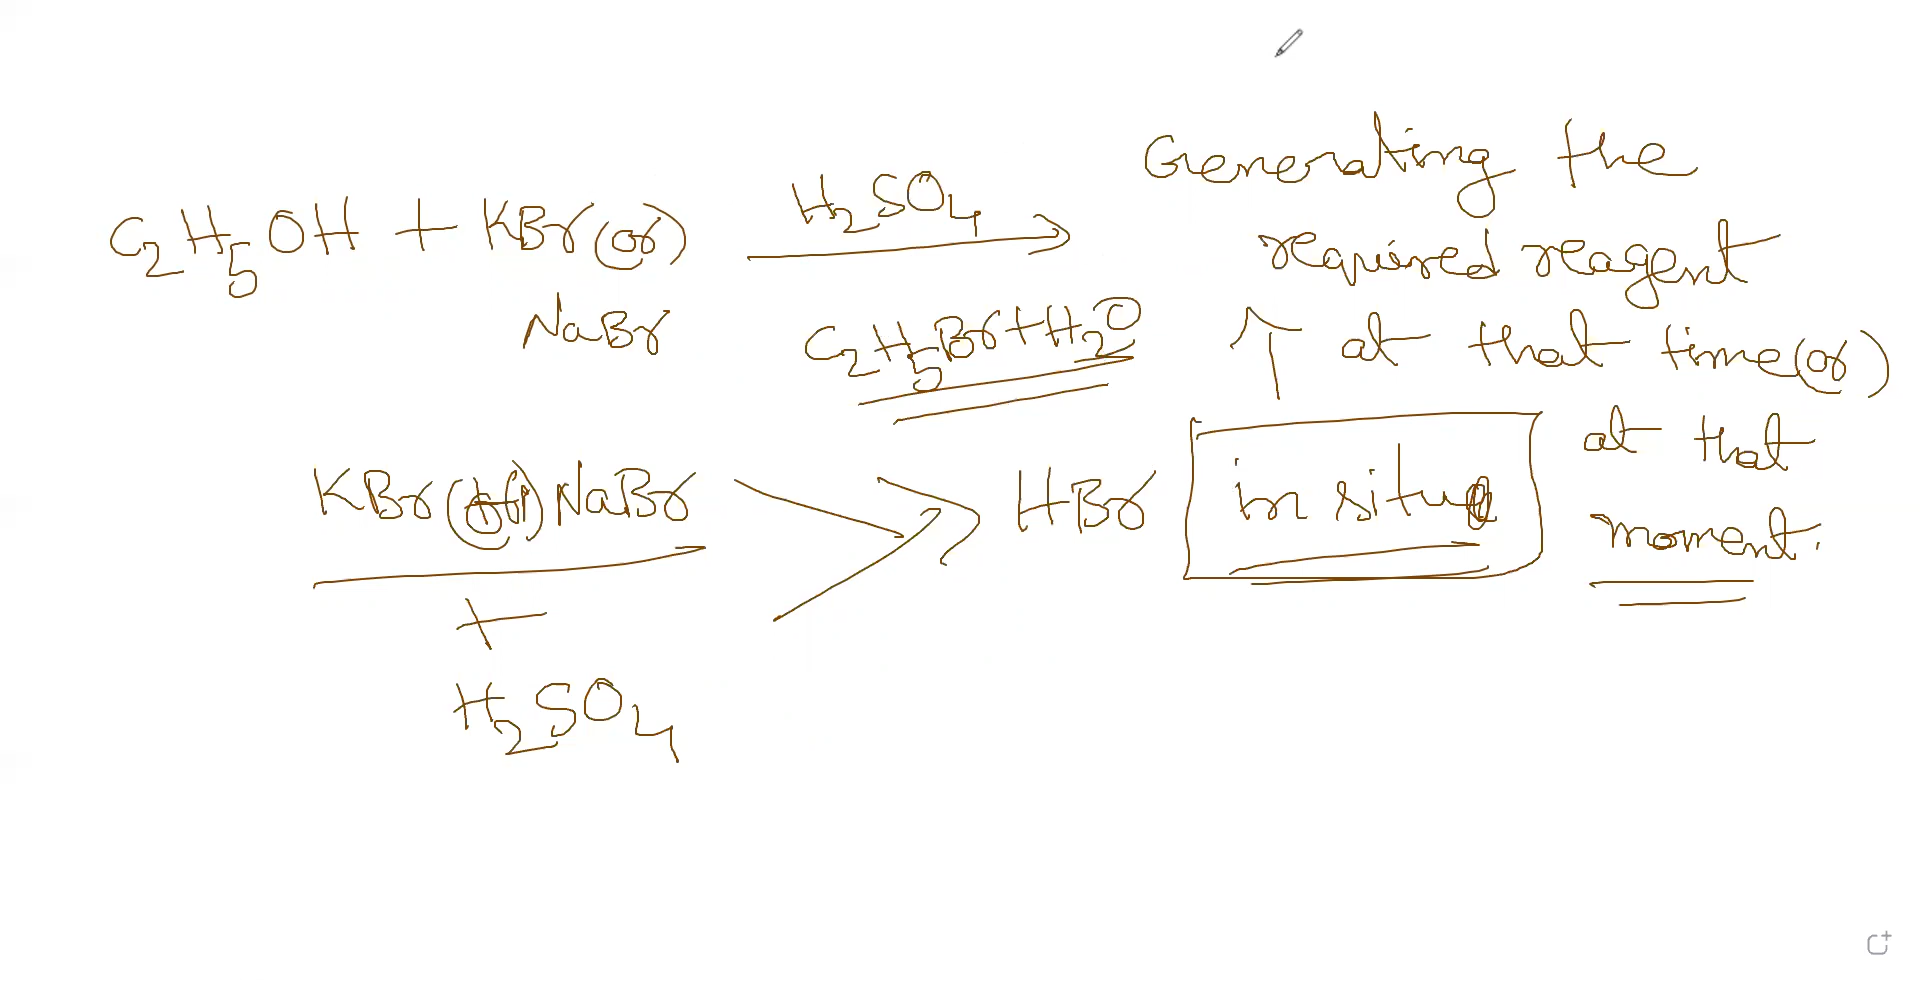 C₂H₅OH + KBr (or) NaBr
H₂SO₄
C₂H₅Br + H₂O
KBr (or) NaBr
+
H₂SO₄
HBr
in situ
Generating the
required reagent
at that time (or)
at that
moment.